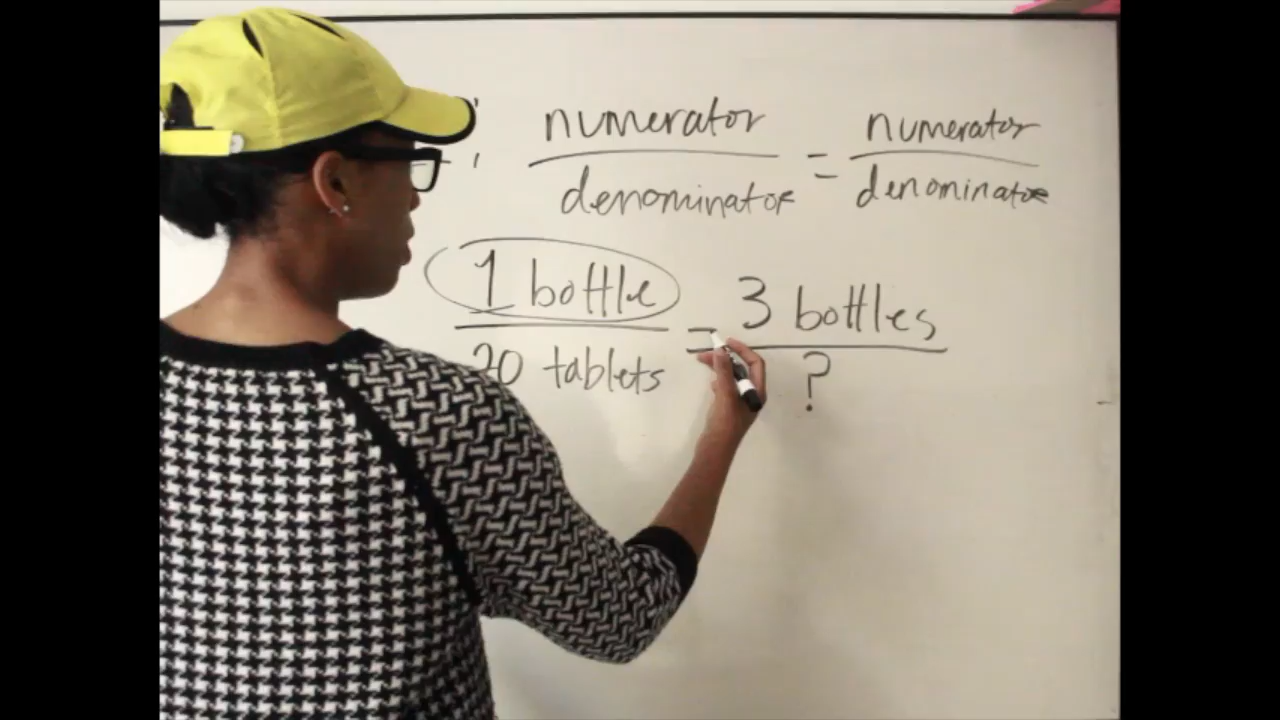 numerator = numerator
denominator denominator
1 bottle = 3 bottles
20 tablets ?